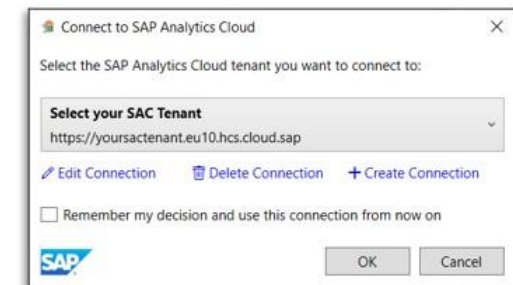 Connect to SAP Analytics Cloud
Select the SAP Analytics Cloud tenant you want to connect to:
Select your SAC Tenant
https://yoursactenant.eu10.hcs.cloud.sap
Edit Connection Delete Connection + Create Connection
Remember my decision and use this connection from now on
SAP OK Cancel